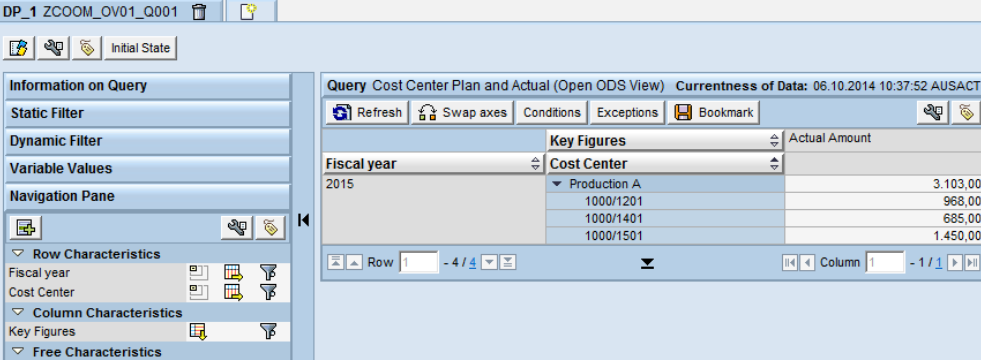 DP_1 ZCOOM_OV01_Q001
Initial State
Information on Query
Static Filter
Dynamic Filter
Variable Values
Navigation Pane
Row Characteristics
Fiscal year
Cost Center
Column Characteristics
Key Figures
Free Characteristics
Query Cost Center Plan and Actual (Open ODS View) Currentness of Data: 06.10.2014 10:37:52 AUSACT
Refresh Swap axes Conditions Exceptions Bookmark
Key Figures Actual Amount
Fiscal year Cost Center
2015 Production A 3.103,00
1000/1201 968,00
1000/1401 685,00
1000/1501 1.450,00
Row 1 - 4 / 4 Column 1 - 1 / 1